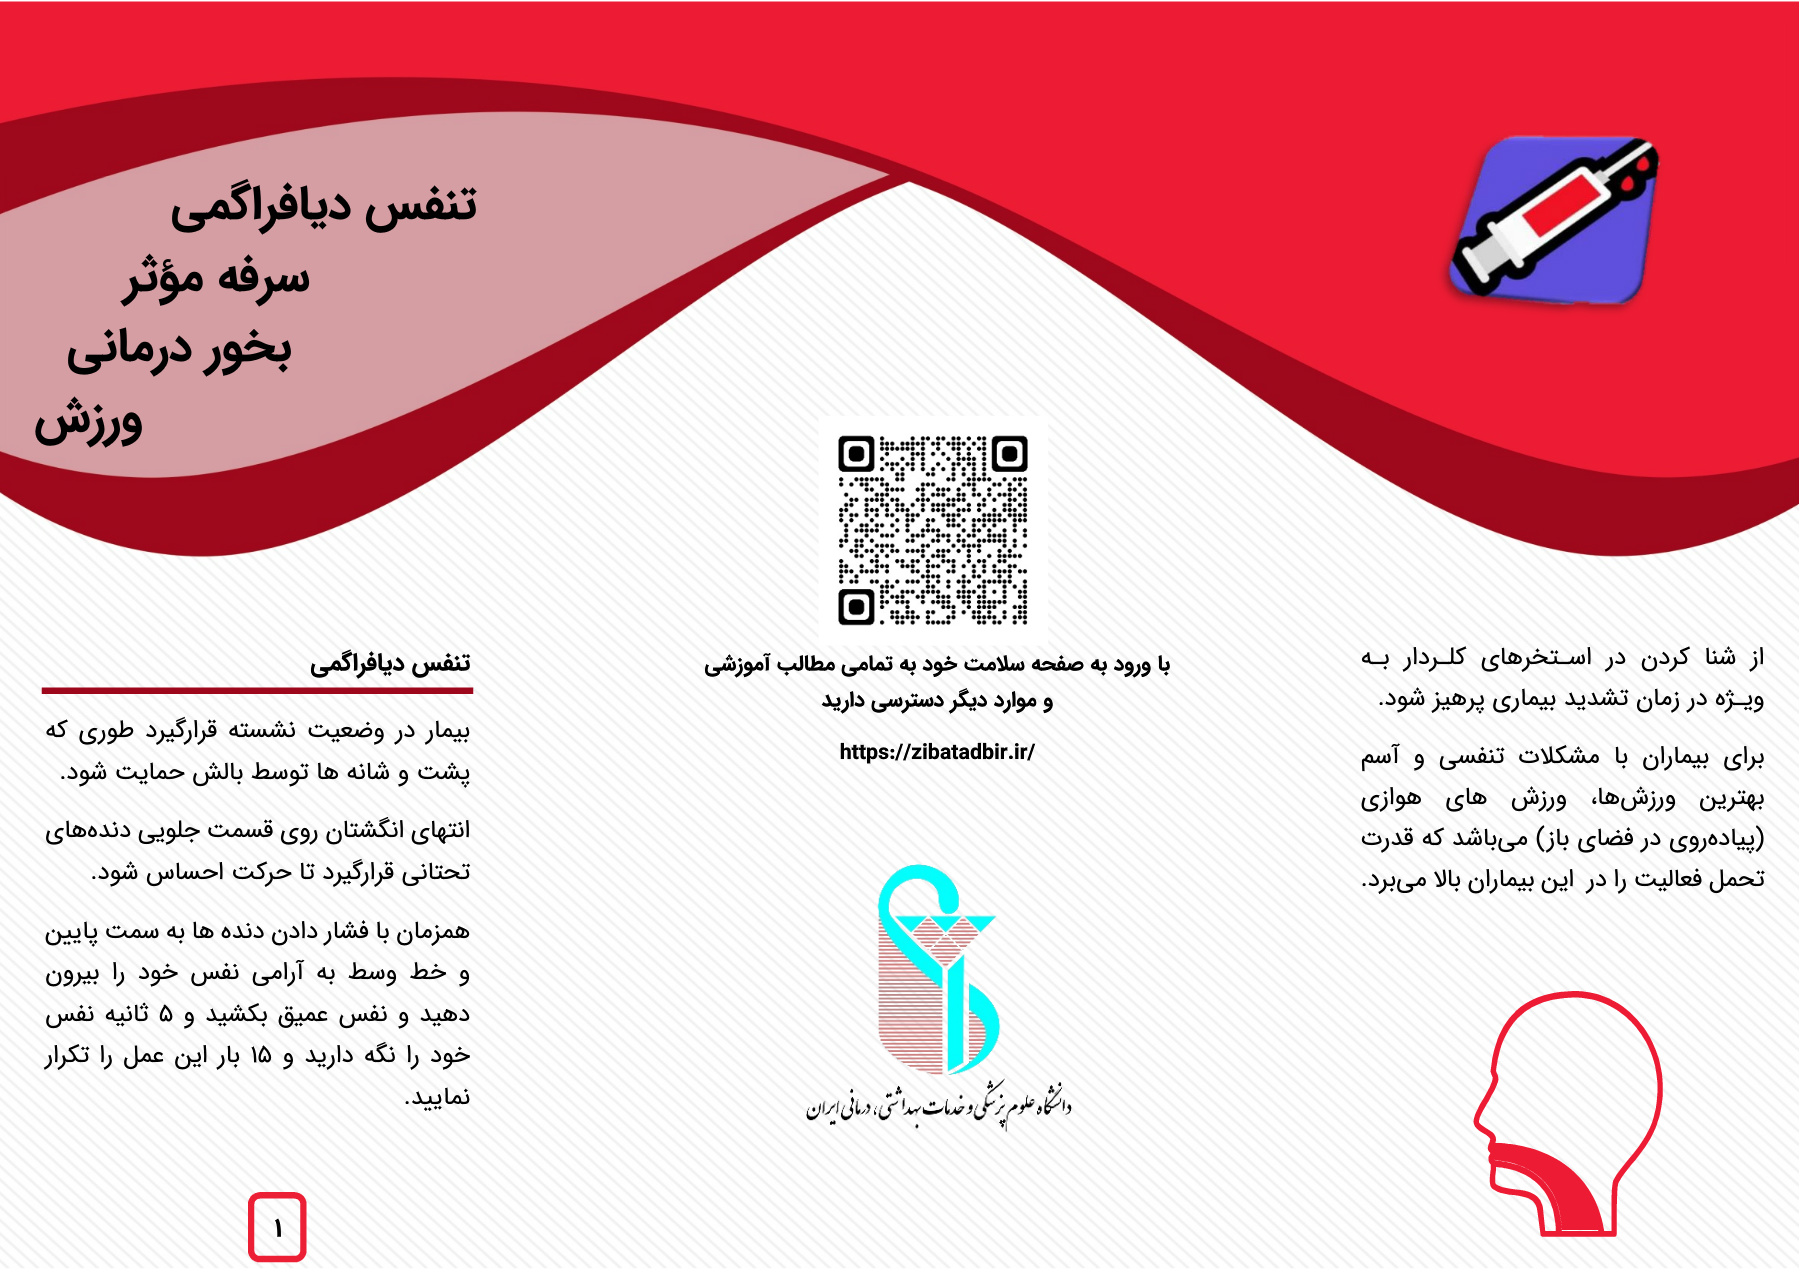 تنفس دیافراگمی
سرفه مؤثر
بخور درمانی
ورزش
از شنا کردن در استخرهای کلردار به
ویژه در زمان تشدید بیماری پرهیز شود.
برای بیماران با مشکلات تنفسی و آسم
بهترین ورزش‌ها، ورزش های هوازی
(پیاده‌روی در فضای باز) می‌باشد که قدرت
تحمل فعالیت را در این بیماران بالا می‌برد.
با ورود به صفحه سلامت خود به تمامی مطالب آموزشی
و موارد دیگر دسترسی دارید
https://zibatadbir.ir/
دانشگاه علوم پزشکی و خدمات بهداشتی، درمانی ایران
تنفس دیافراگمی
بیمار در وضعیت نشسته قرارگیرد طوری که
پشت و شانه ها توسط بالش حمایت شود.
انتهای انگشتان روی قسمت جلویی دنده‌های
تحتانی قرارگیرد تا حرکت احساس شود.
همزمان با فشار دادن دنده ها به سمت پایین
و خط وسط به آرامی نفس خود را بیرون
دهید و نفس عمیق بکشید و ۵ ثانیه نفس
خود را نگه دارید و ۱۵ بار این عمل را تکرار
نمایید.
۱